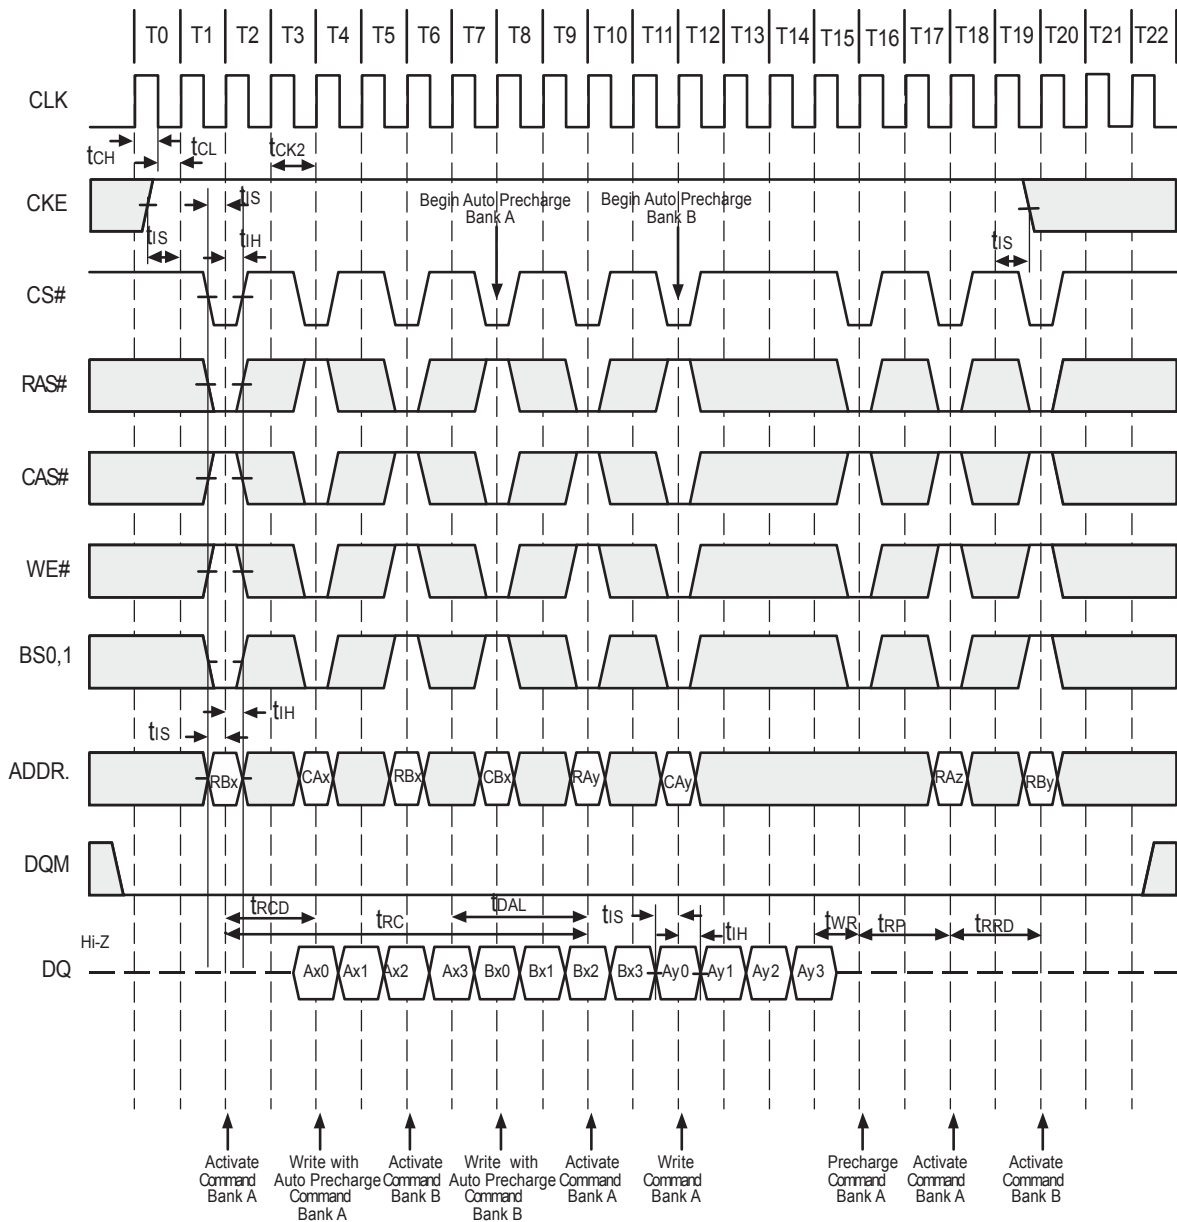 T0 T1 T2 T3 T4 T5 T6 T7 T8 T9 T10 T11 T12 T13 T14 T15 T16 T17 T18 T19 T20 T21 T22
CLK
tCH tCL tCK2
CKE
tIS
Begin Auto Precharge
Bank A
Begin Auto Precharge
Bank B
tIS tIH tIS
CS#
RAS#
CAS#
WE#
BS0,1
tIS tIH
ADDR.
RBx CAx RBx CBx RAy CAy RAz RBy
DQM
tRCD tRC tDAL tIS tIH tWR tRP tRRD
Hi-Z
DQ
Ax0 Ax1 Ax2 Ax3 Bx0 Bx1 Bx2 Bx3 Ay0 Ay1 Ay2 Ay3
Activate
Command
Bank A
Write with
Auto Precharge
Command
Bank A
Activate
Command
Bank B
Write with
Auto Precharge
Command
Bank B
Activate
Command
Bank A
Write
Command
Bank A
Precharge
Command
Bank A
Activate
Command
Bank A
Activate
Command
Bank B